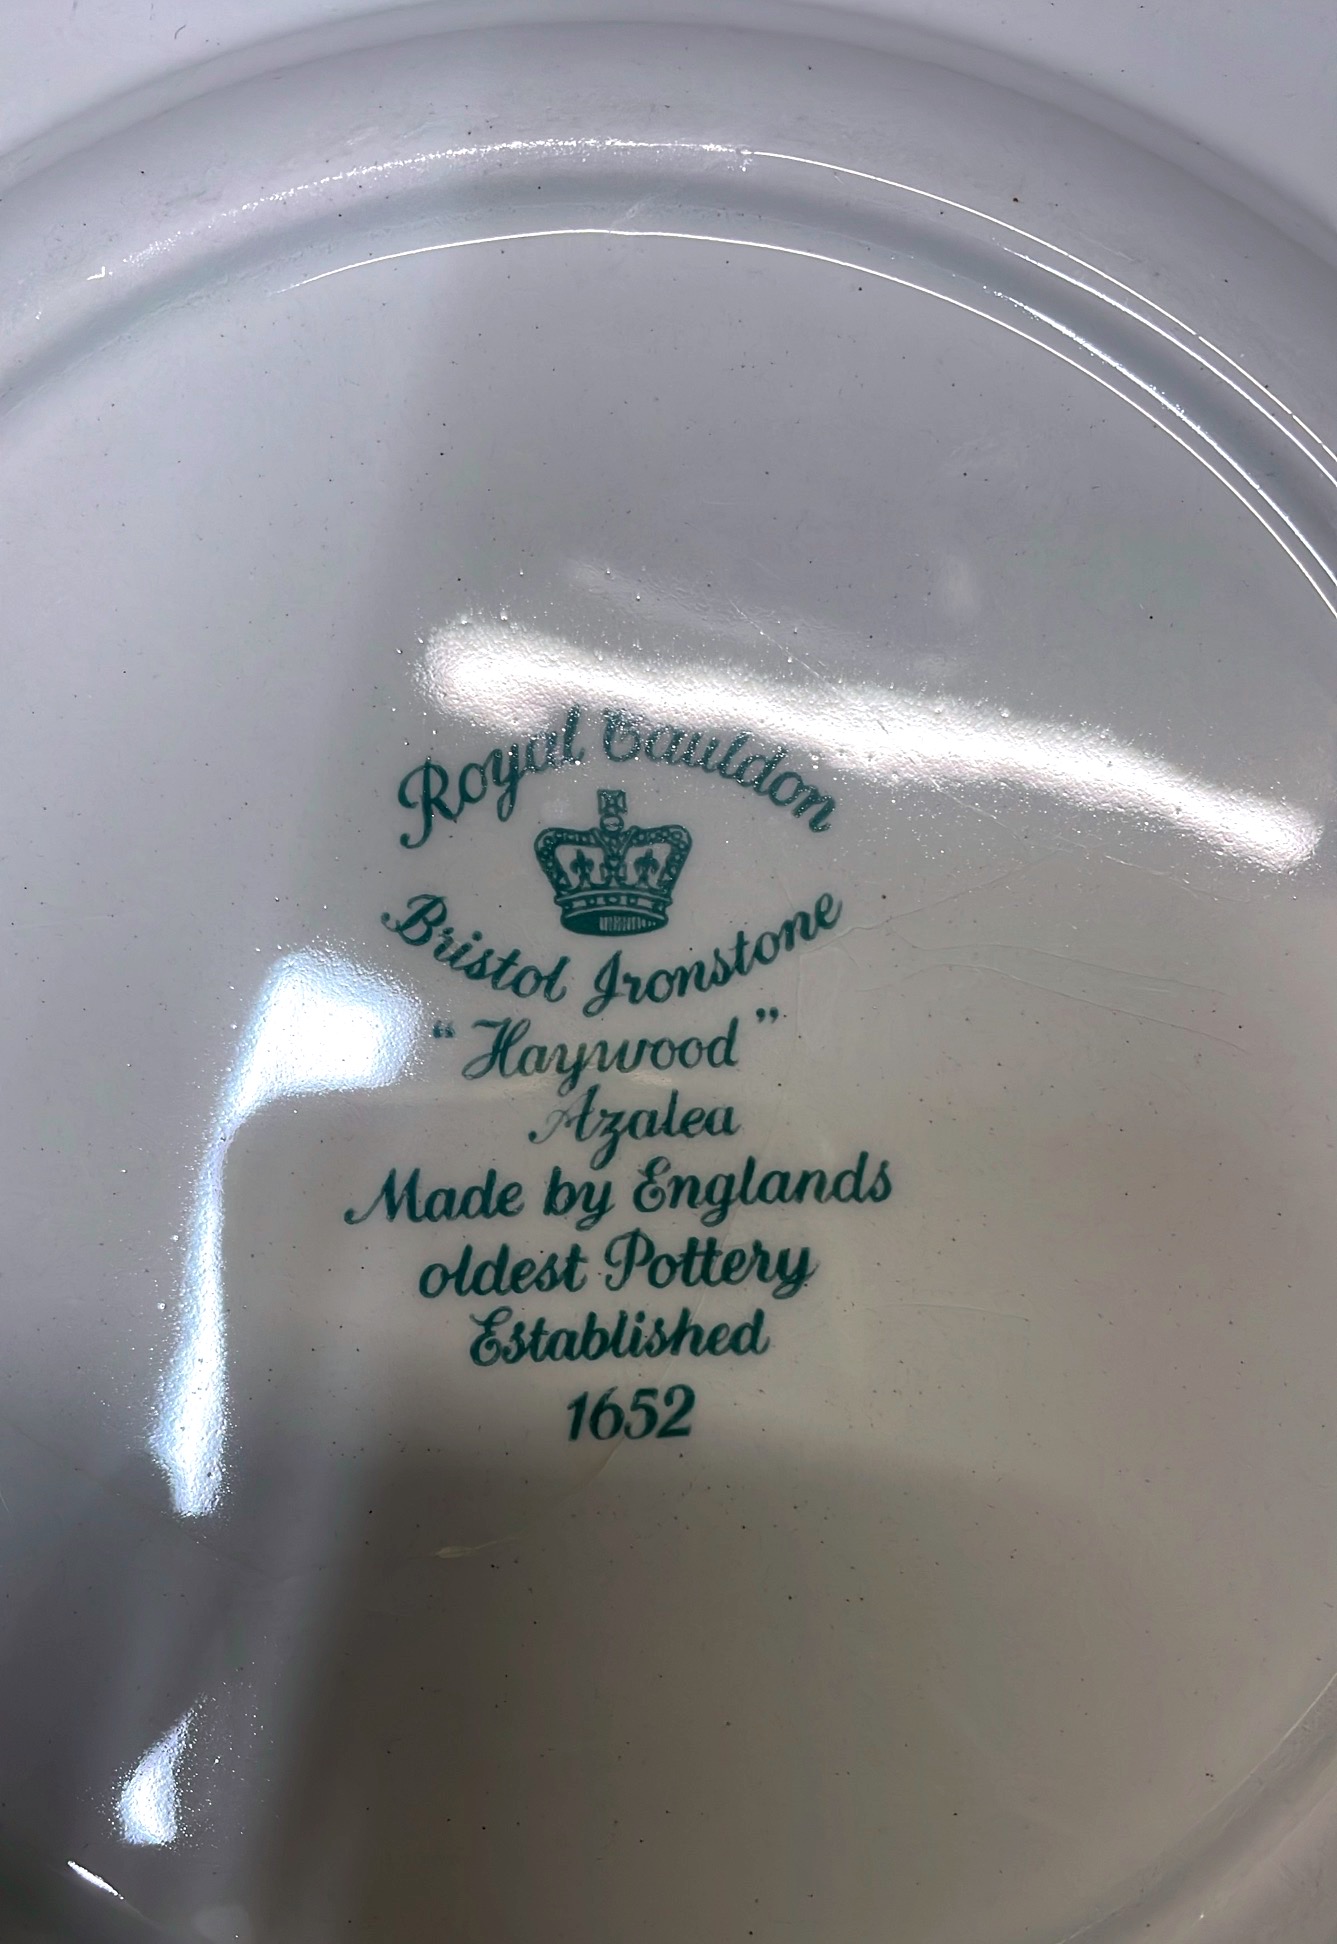 Royal Cauldon
Bristol Ironstone
“Haywood”
Azalea
Made by Englands
oldest Pottery
Established
1652